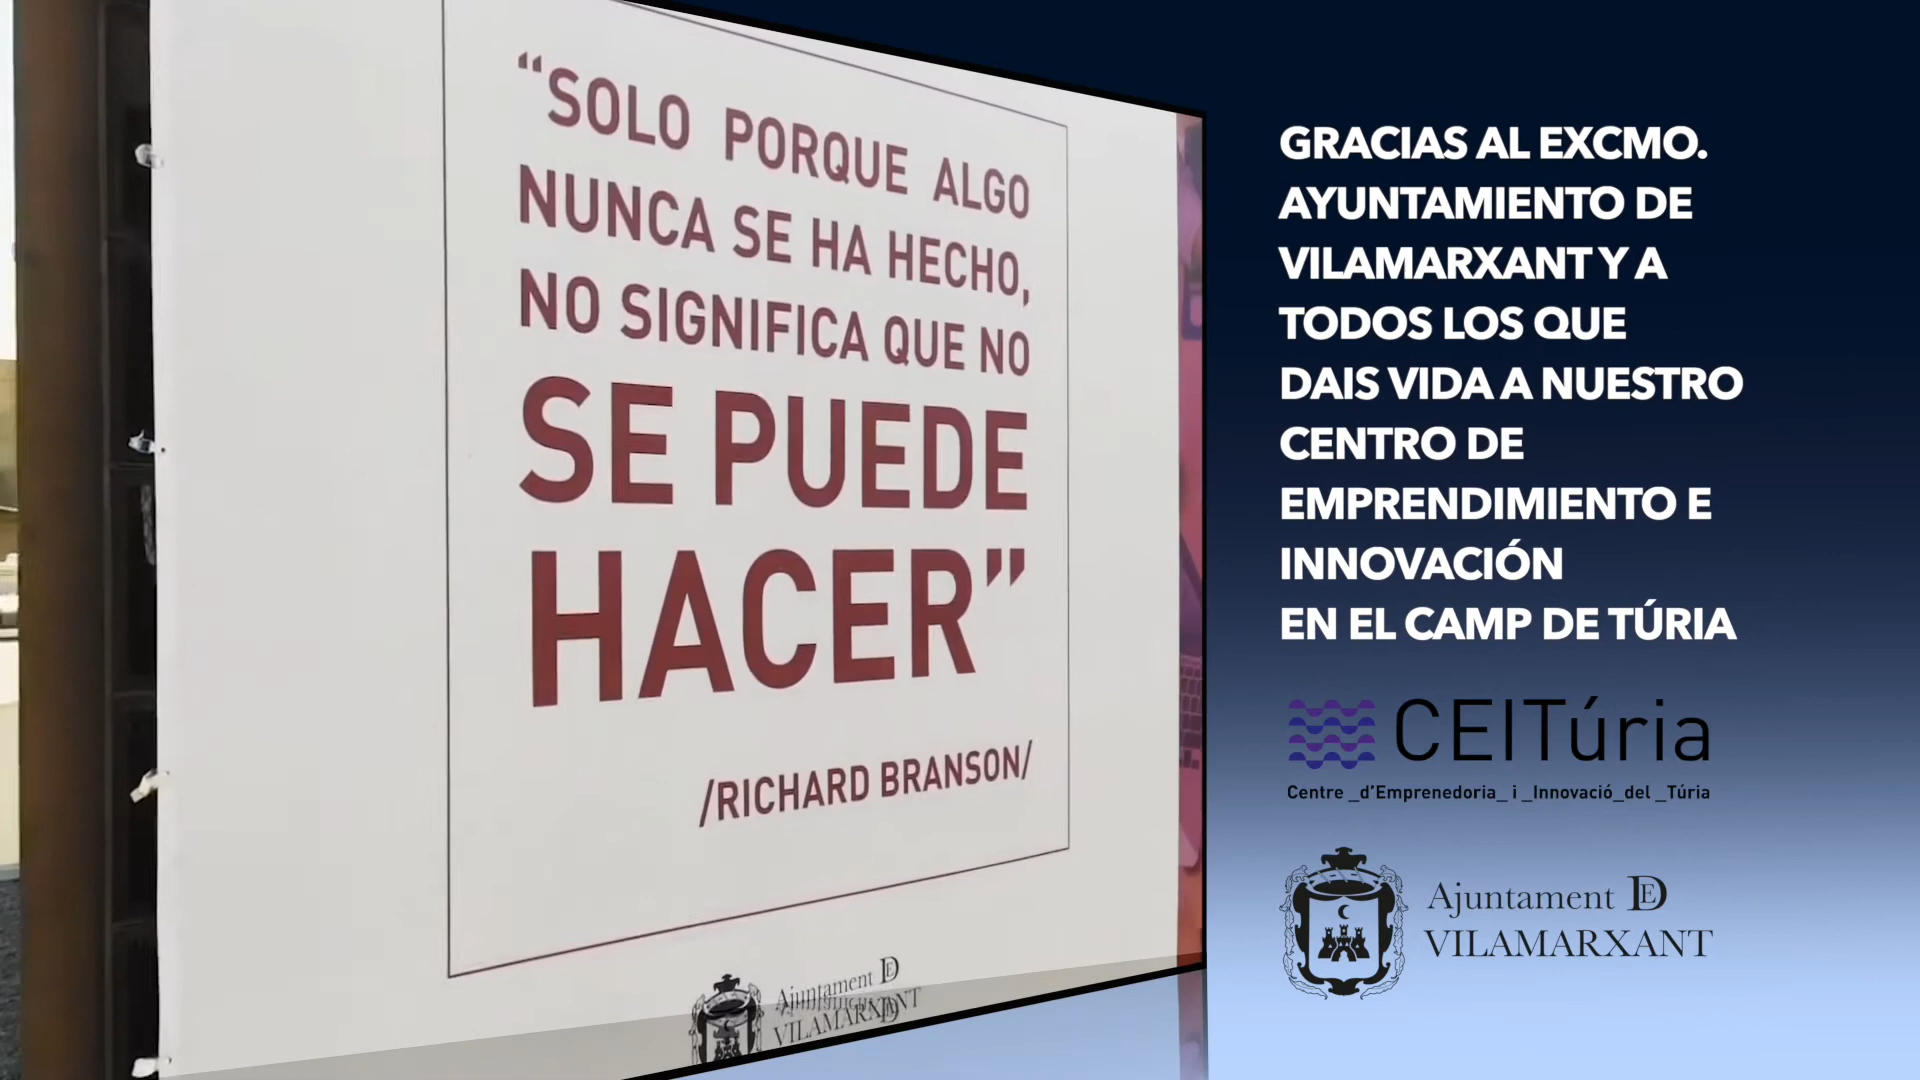 “SOLO PORQUE ALGO
NUNCA SE HA HECHO,
NO SIGNIFICA QUE NO
SE PUEDE
HACER”
/RICHARD BRANSON/
Ajuntament DE
VILAMARXANT
GRACIAS AL EXCMO.
AYUNTAMIENTO DE
VILAMARXANT Y A
TODOS LOS QUE
DAIS VIDA A NUESTRO
CENTRO DE
EMPRENDIMIENTO E
INNOVACIÓN
EN EL CAMP DE TÚRIA
CEITúria
Centre _d’Emprenedoria_ i _Innovació_del _Túria
Ajuntament DE
VILAMARXANT